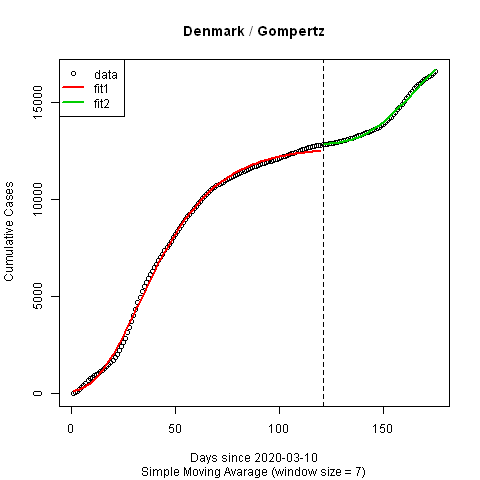 Denmark / Gompertz
data
fit1
fit2
Cumulative Cases
15000
10000
5000
0
0 50 100 150
Days since 2020-03-10
Simple Moving Avarage (window size = 7)